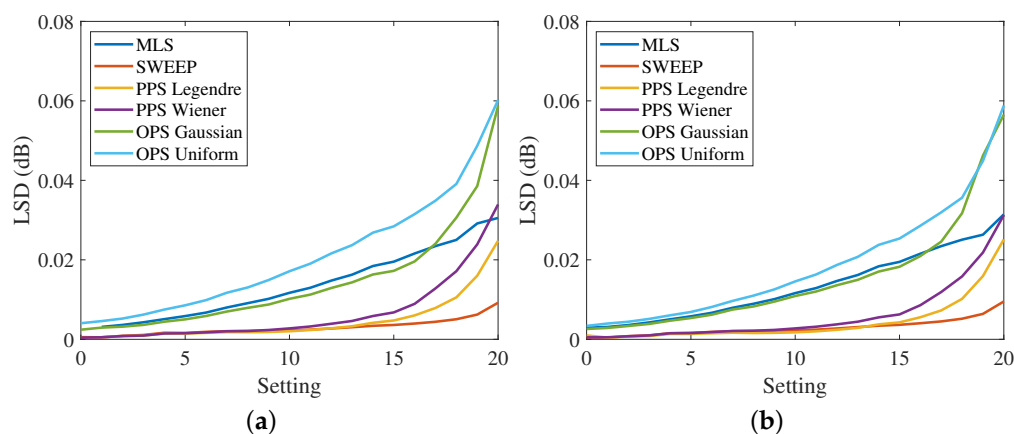 0.08
0.06
0.04
0.02
0
LSD (dB)
MLS
SWEEP
PPS Legendre
PPS Wiener
OPS Gaussian
OPS Uniform
0 5 10 15 20
Setting
(a)
0.08
0.06
0.04
0.02
0
LSD (dB)
MLS
SWEEP
PPS Legendre
PPS Wiener
OPS Gaussian
OPS Uniform
0 5 10 15 20
Setting
(b)